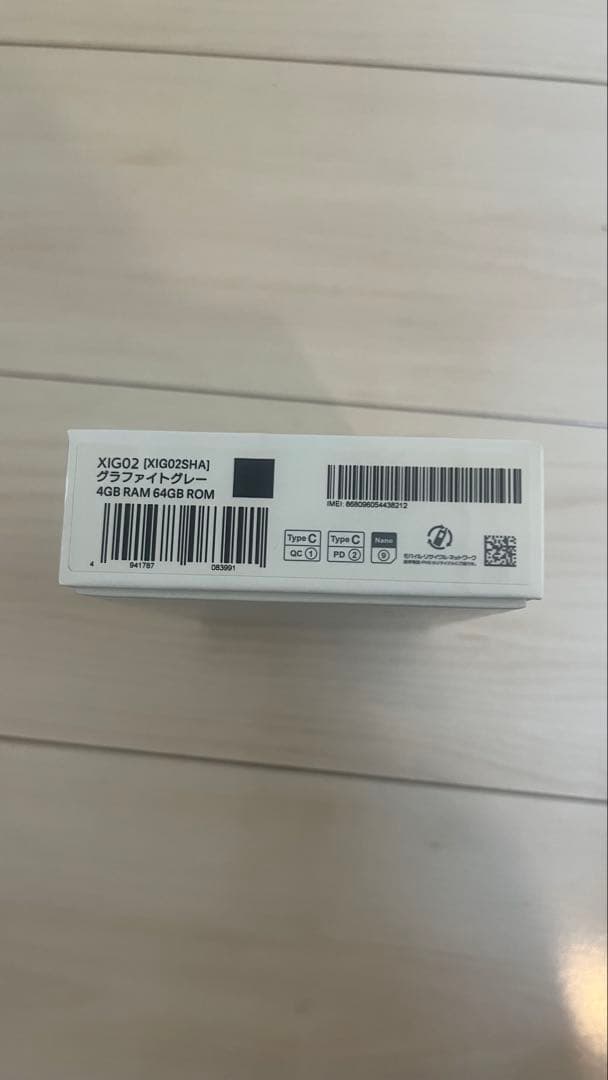 XIG02 [XIG02SHA]
グラファイトグレー
4GB RAM 64GB ROM
4 941787 083991
IMEI: 868096054438212
Type C
QC 1
Type C
PD 2
Nano
9
モバイル・リサイクル・ネットワーク